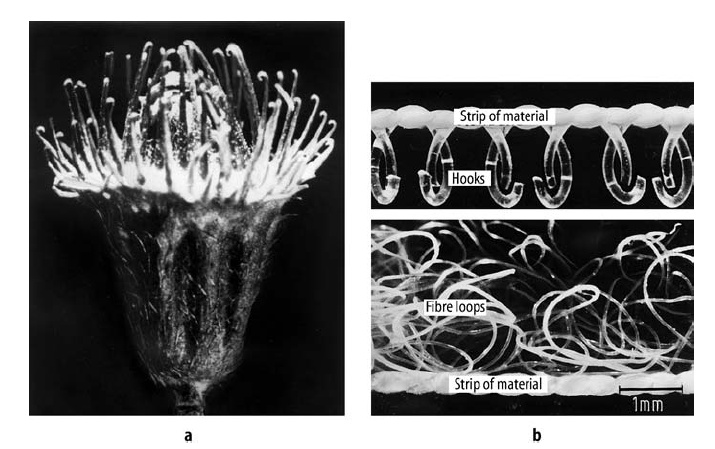 Strip of material
Hooks
Fibre loops
Strip of material
1mm
a
b